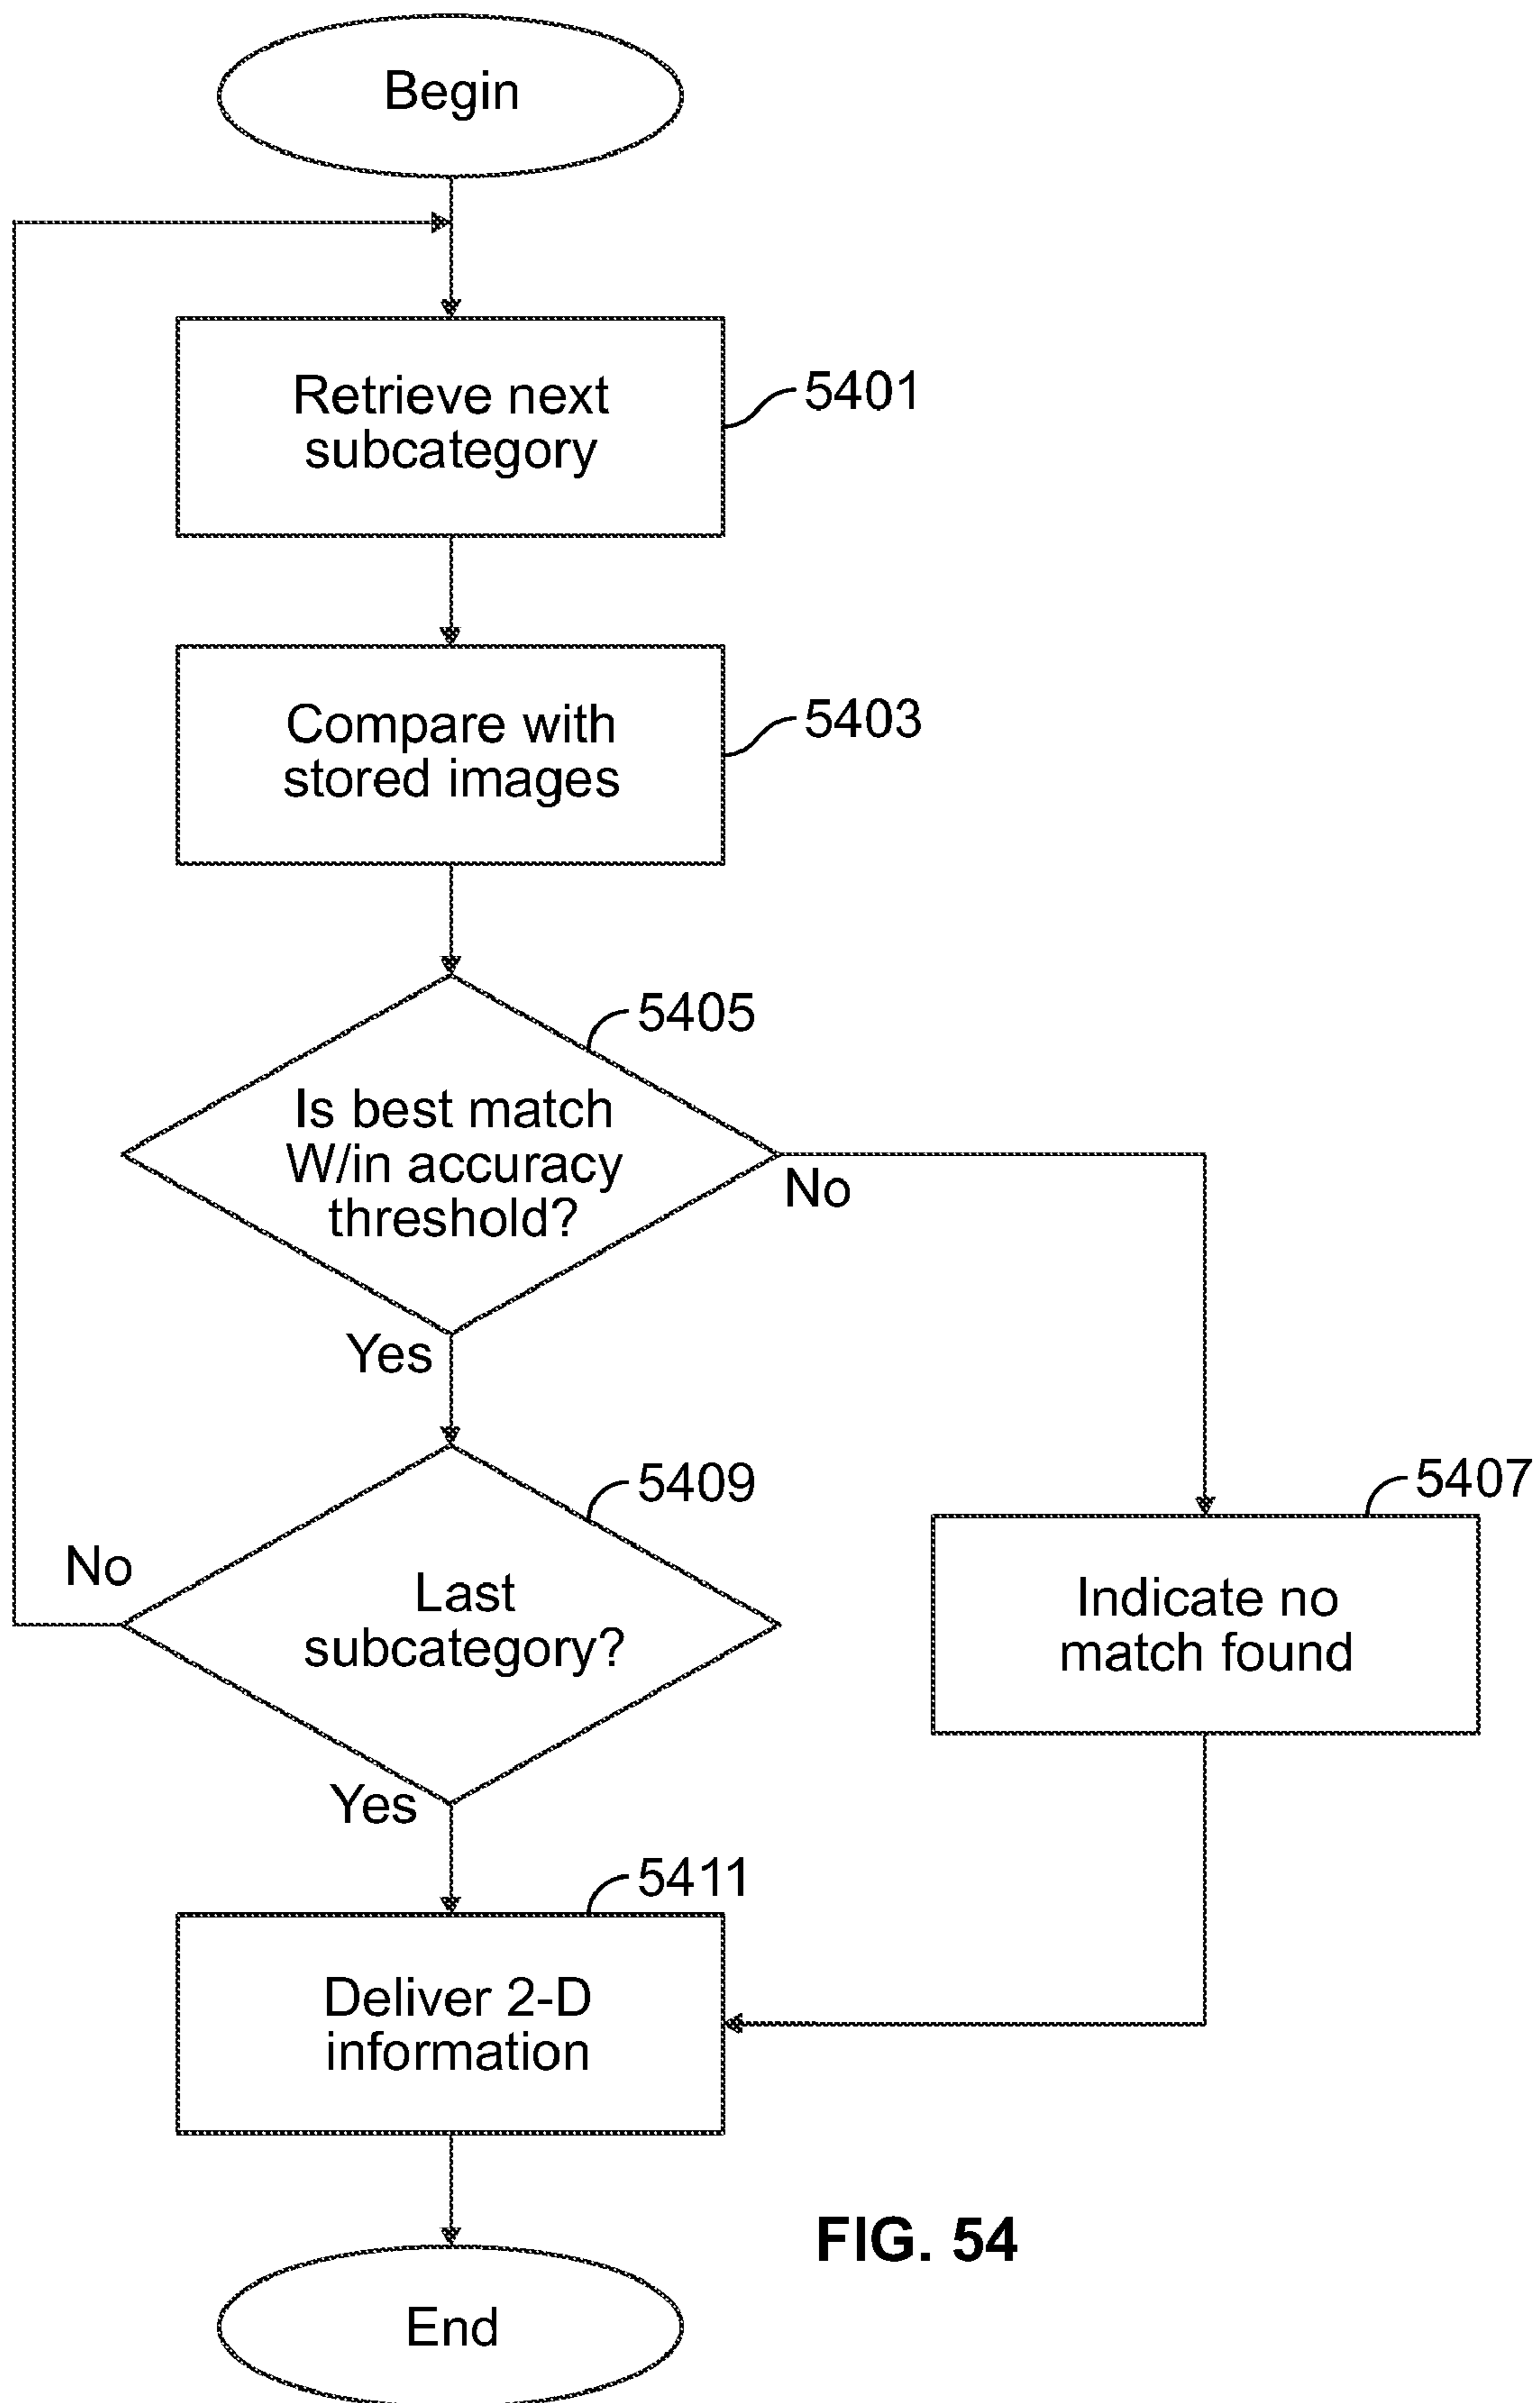 Begin
Retrieve next
subcategory
5401
Compare with
stored images
5403
5405
Is best match
W/in accuracy
threshold?
No
Yes
5409
5407
No
Last
subcategory?
Indicate no
match found
Yes
5411
Deliver 2-D
information
FIG. 54
End